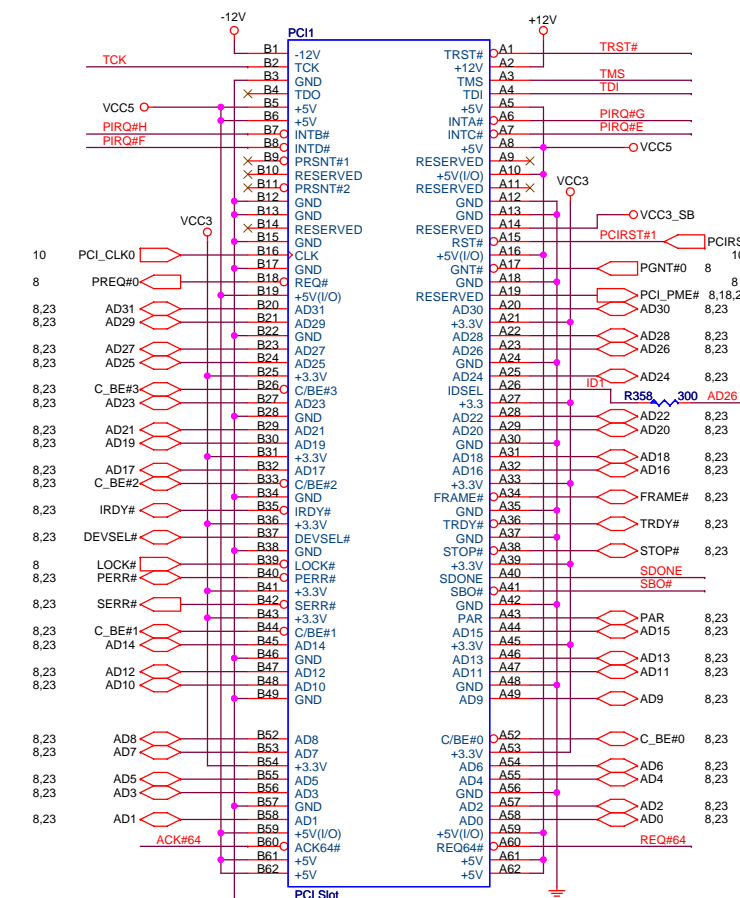 -12V +12V
PCI1
B1 -12V TRST# A1 TRST#
TCK B2 TCK +12V A2
B3 GND TMS A3 TMS
B4 TDO TDI A4 TDI
VCC5 B5 +5V +5V A5
B6 +5V INTA# A6 PIRQ#G
PIRQ#H B7 INTB# INTC# A7 PIRQ#E
PIRQ#F B8 INTD# +5V A8 VCC5
B9 PRSNT#1 RESERVED A9
B10 RESERVED +5V(I/O) A10
B11 PRSNT#2 RESERVED A11
VCC3
B12 GND GND A12
B13 GND GND A13
VCC3 B14 RESERVED RESERVED A14 VCC3_SB
B15 GND RST# A15 PCIRST#1 PCIRS
10 PCI_CLK0 B16 CLK +5V(I/O) A16 10
B17 GND GNT# A17 PGNT#0 8
8 PREQ#0 B18 REQ# GND A18 8
B19 +5V(I/O) RESERVED A19 PCI_PME# 8,18,2
8,23 AD31 B20 AD31 AD30 A20 AD30 8,23
8,23 AD29 B21 AD29 +3.3V A21
B22 GND AD28 A22 AD28 8,23
8,23 AD27 B23 AD27 AD26 A23 AD26 8,23
8,23 AD25 B24 AD25 GND A24
B25 +3.3V AD24 A25 AD24 8,23
8,23 C_BE#3 B26 C/BE#3 IDSEL A26 ID1
8,23 AD23 B27 AD23 +3.3 A27 R358 300 AD26
B28 GND AD22 A28 AD22 8,23
8,23 AD21 B29 AD21 AD20 A29 AD20 8,23
8,23 AD19 B30 AD19 GND A30
B31 +3.3V AD18 A31 AD18 8,23
8,23 AD17 B32 AD17 AD16 A32 AD16 8,23
8,23 C_BE#2 B33 C/BE#2 +3.3V A33
B34 GND FRAME# A34 FRAME# 8,23
8,23 IRDY# B35 IRDY# GND A35
B36 +3.3V TRDY# A36 TRDY# 8,23
8,23 DEVSEL# B37 DEVSEL# GND A37
B38 GND STOP# A38 STOP# 8,23
8 LOCK# B39 LOCK# +3.3V A39
8,23 PERR# B40 PERR# SDONE A40 SDONE
B41 +3.3V SBO# A41 SBO#
8,23 SERR# B42 SERR# GND A42
B43 +3.3V PAR A43 PAR 8,23
8,23 C_BE#1 B44 C/BE#1 AD15 A44 AD15 8,23
8,23 AD14 B45 AD14 +3.3V A45
B46 GND AD13 A46 AD13 8,23
8,23 AD12 B47 AD12 AD11 A47 AD11 8,23
8,23 AD10 B48 AD10 GND A48
B49 GND AD9 A49 AD9 8,23
8,23 AD8 B52 AD8 C/BE#0 A52 C_BE#0 8,23
8,23 AD7 B53 AD7 +3.3V A53
B54 +3.3V AD6 A54 AD6 8,23
8,23 AD5 B55 AD5 AD4 A55 AD4 8,23
8,23 AD3 B56 AD3 GND A56
B57 GND AD2 A57 AD2 8,23
8,23 AD1 B58 AD1 AD0 A58 AD0 8,23
B59 +5V(I/O) +5V(I/O) A59
ACK#64 B60 ACK64# REQ64# A60 REQ#64
B61 +5V +5V A61
B62 +5V +5V A62
PCI Slot